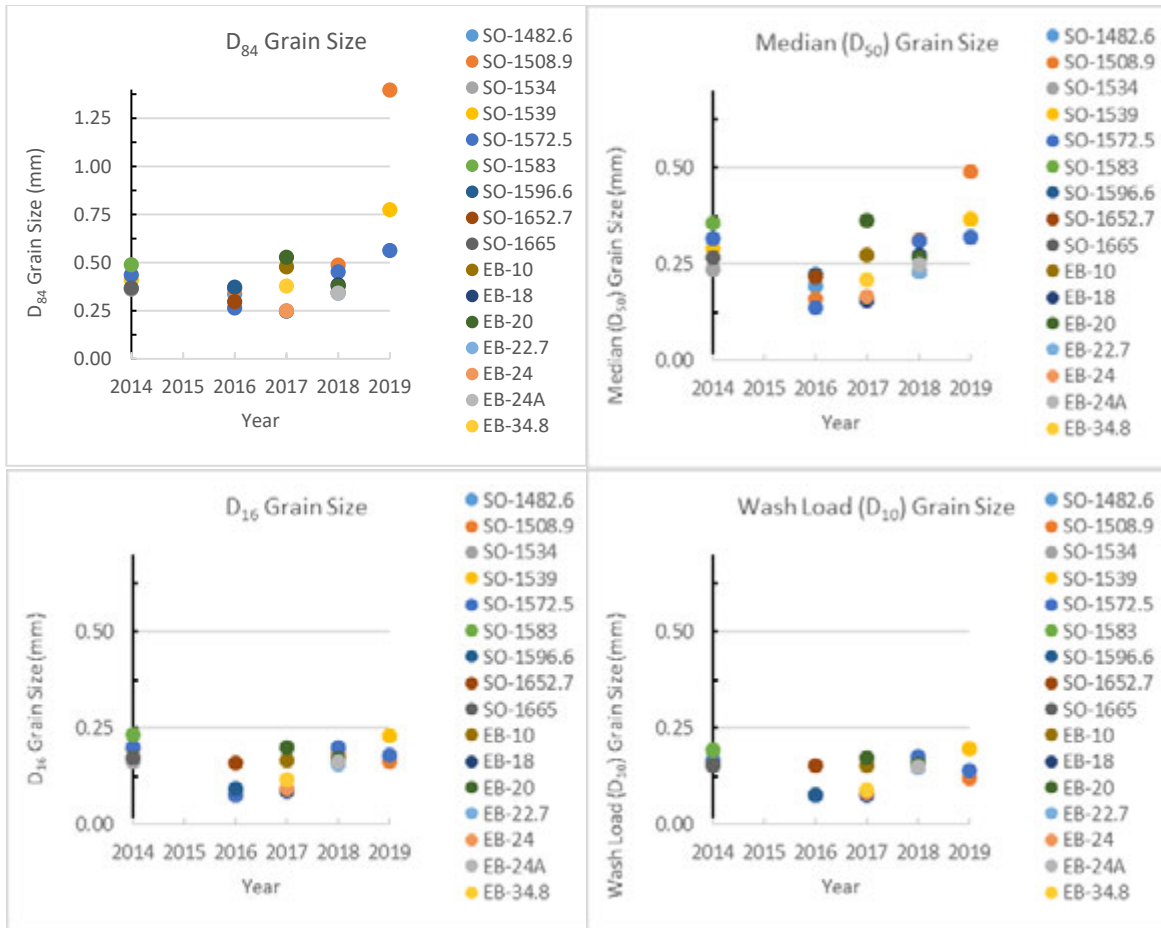 D₈₄ Grain Size
D₈₄ Grain Size (mm)
1.25
1.00
0.75
0.50
0.25
0.00
2014 2015 2016 2017 2018 2019
Year
SO-1482.6
SO-1508.9
SO-1534
SO-1539
SO-1572.5
SO-1583
SO-1596.6
SO-1652.7
SO-1665
EB-10
EB-18
EB-20
EB-22.7
EB-24
EB-24A
EB-34.8
Median (D₅₀) Grain Size
Median (D₅₀) Grain Size (mm)
0.50
0.25
0.00
2014 2015 2016 2017 2018 2019
Year
SO-1482.6
SO-1508.9
SO-1534
SO-1539
SO-1572.5
SO-1583
SO-1596.6
SO-1652.7
SO-1665
EB-10
EB-18
EB-20
EB-22.7
EB-24
EB-24A
EB-34.8
D₁₆ Grain Size
D₁₆ Grain Size (mm)
0.50
0.25
0.00
2014 2015 2016 2017 2018 2019
Year
SO-1482.6
SO-1508.9
SO-1534
SO-1539
SO-1572.5
SO-1583
SO-1596.6
SO-1652.7
SO-1665
EB-10
EB-18
EB-20
EB-22.7
EB-24
EB-24A
EB-34.8
Wash Load (D₁₀) Grain Size
Wash Load (D₁₀) Grain Size (mm)
0.50
0.25
0.00
2014 2015 2016 2017 2018 2019
Year
SO-1482.6
SO-1508.9
SO-1534
SO-1539
SO-1572.5
SO-1583
SO-1596.6
SO-1652.7
SO-1665
EB-10
EB-18
EB-20
EB-22.7
EB-24
EB-24A
EB-34.8